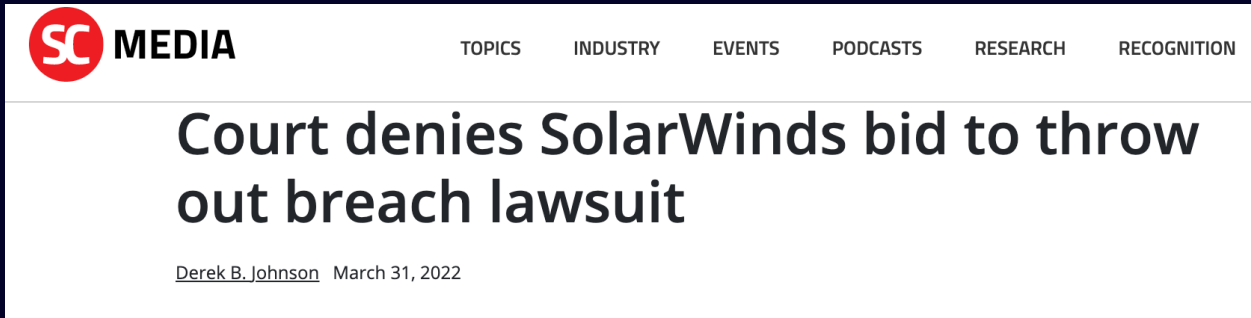 SC MEDIA TOPICS INDUSTRY EVENTS PODCASTS RESEARCH RECOGNITION
Court denies SolarWinds bid to throw
out breach lawsuit
Derek B. Johnson March 31, 2022